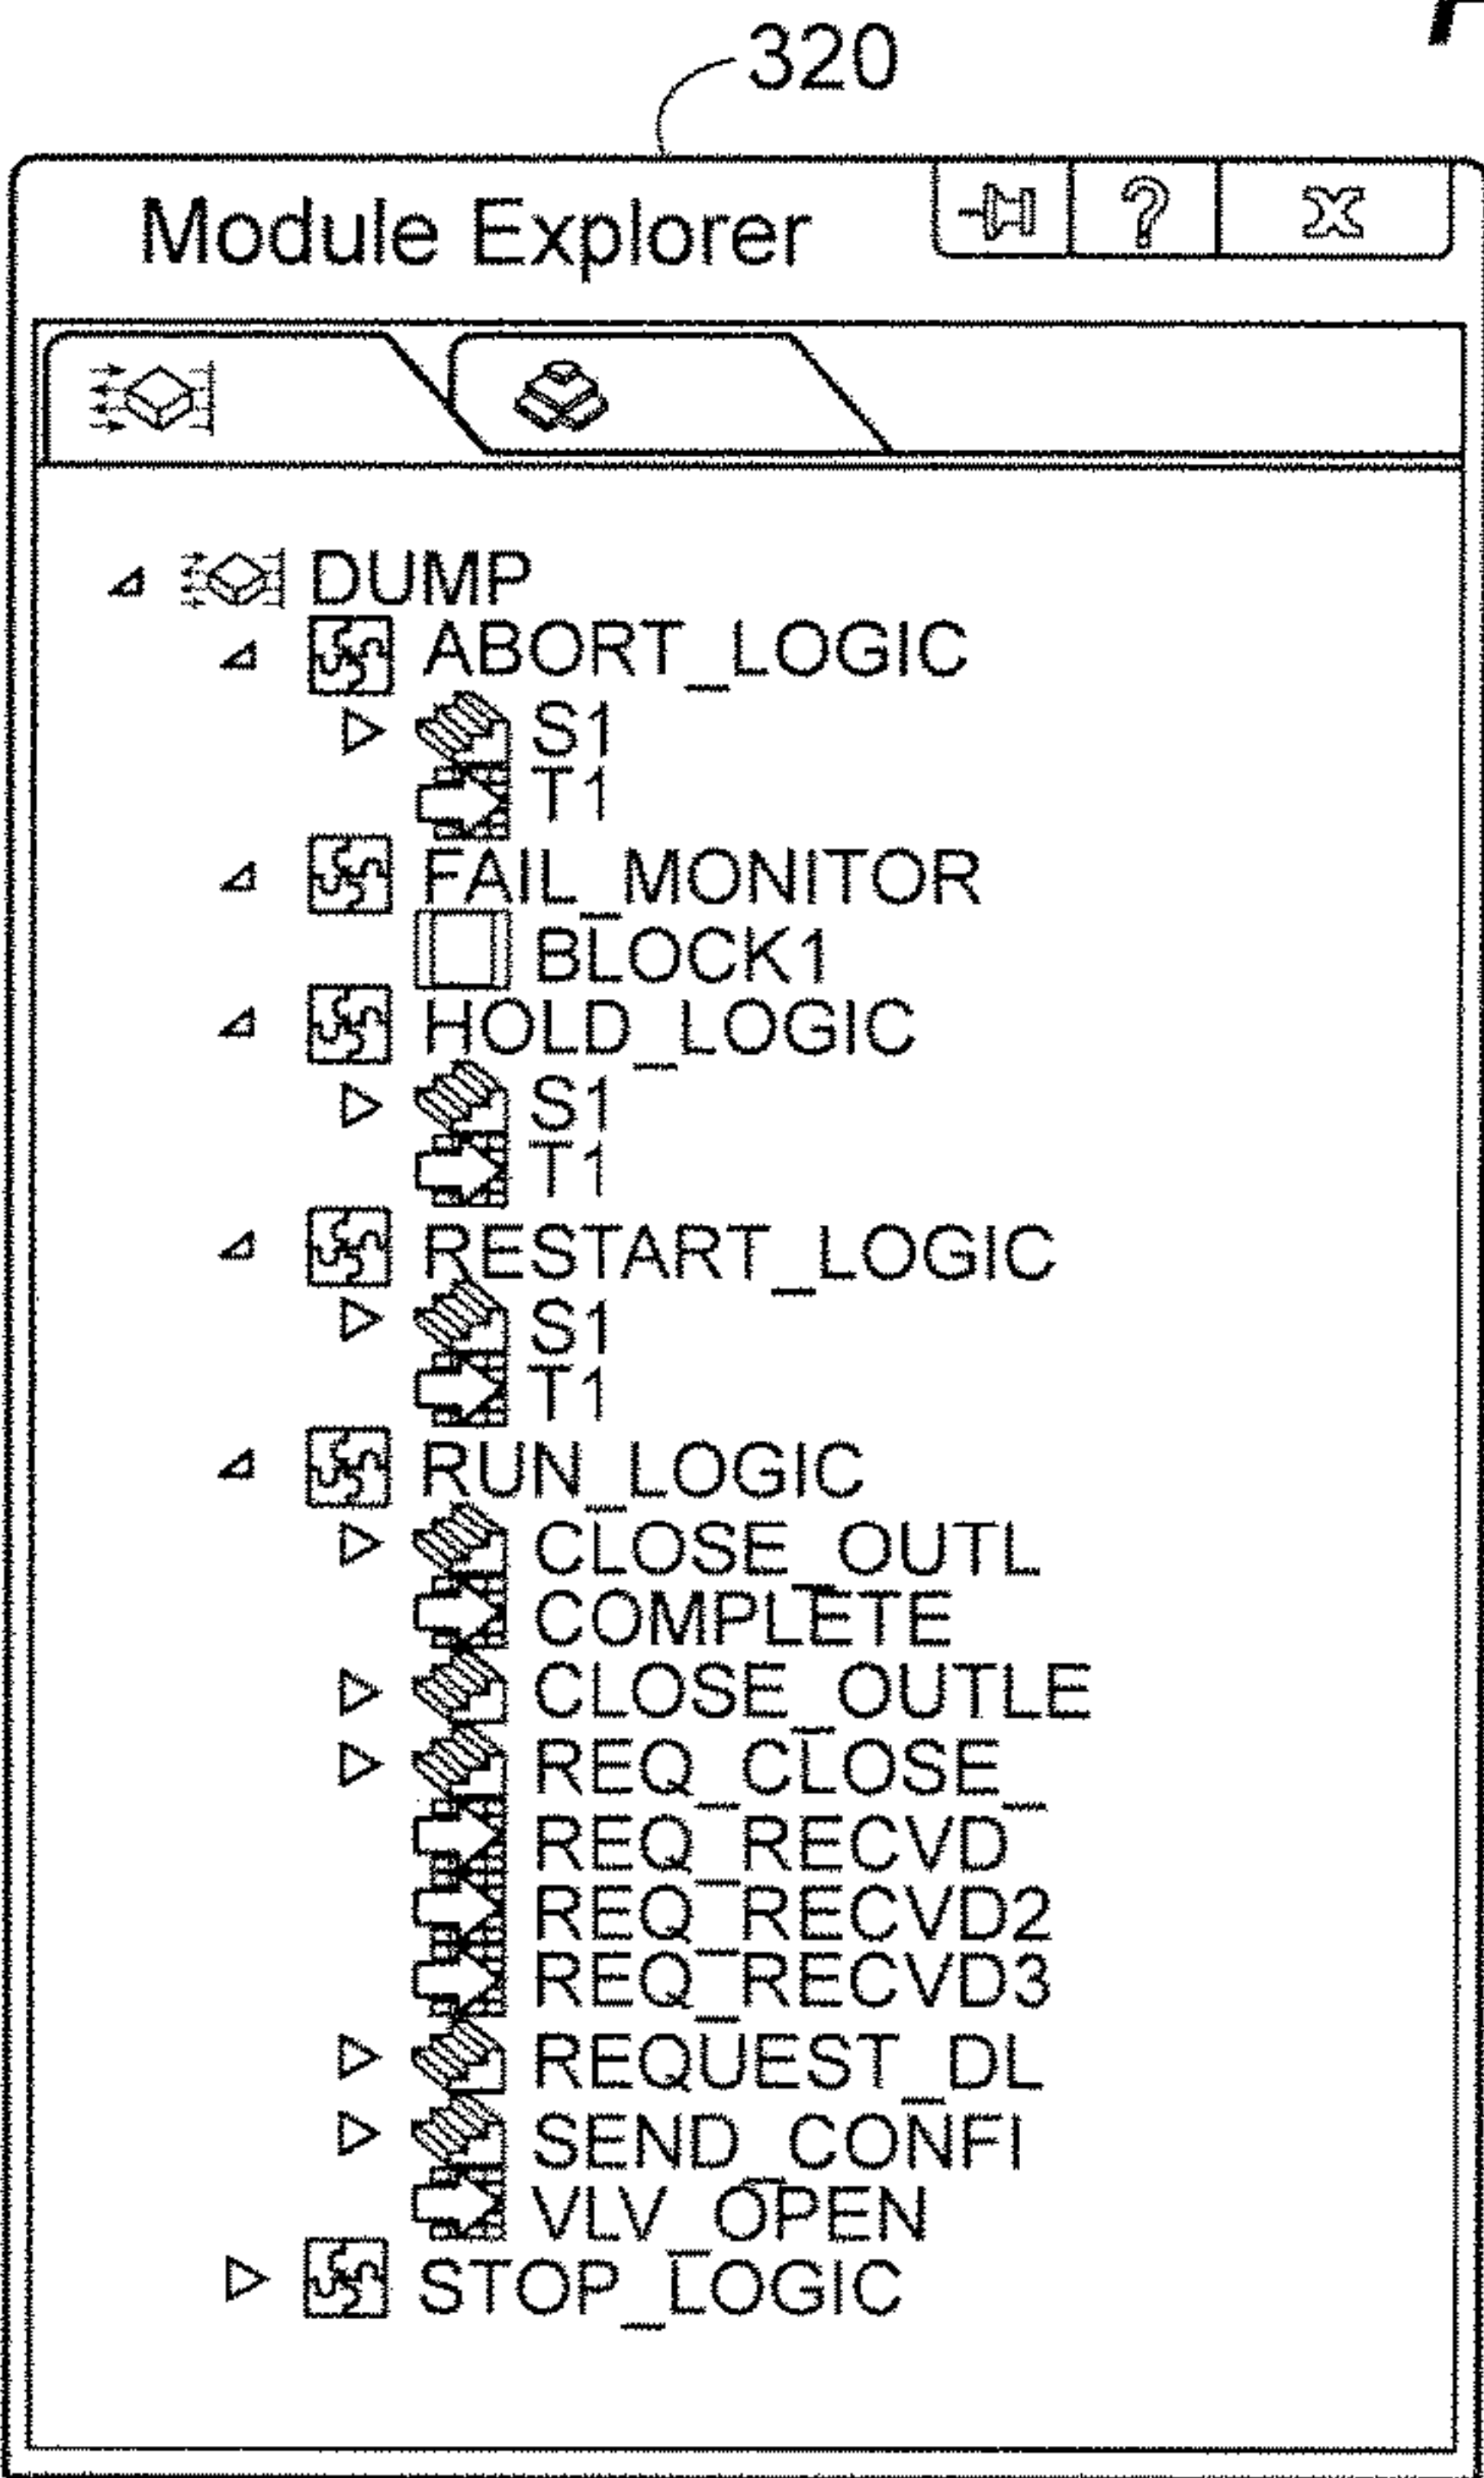 320
Module Explorer ? X
DUMP
ABORT_LOGIC
S1
T1
FAIL_MONITOR
BLOCK1
HOLD_LOGIC
S1
T1
RESTART_LOGIC
S1
T1
RUN_LOGIC
CLOSE_OUTL
COMPLETE
CLOSE_OUTLE
REQ_CLOSE_
REQ_RECVD
REQ_RECVD2
REQ_RECVD3
REQUEST_DL
SEND_CONFI
VLV_OPEN
STOP_LOGIC